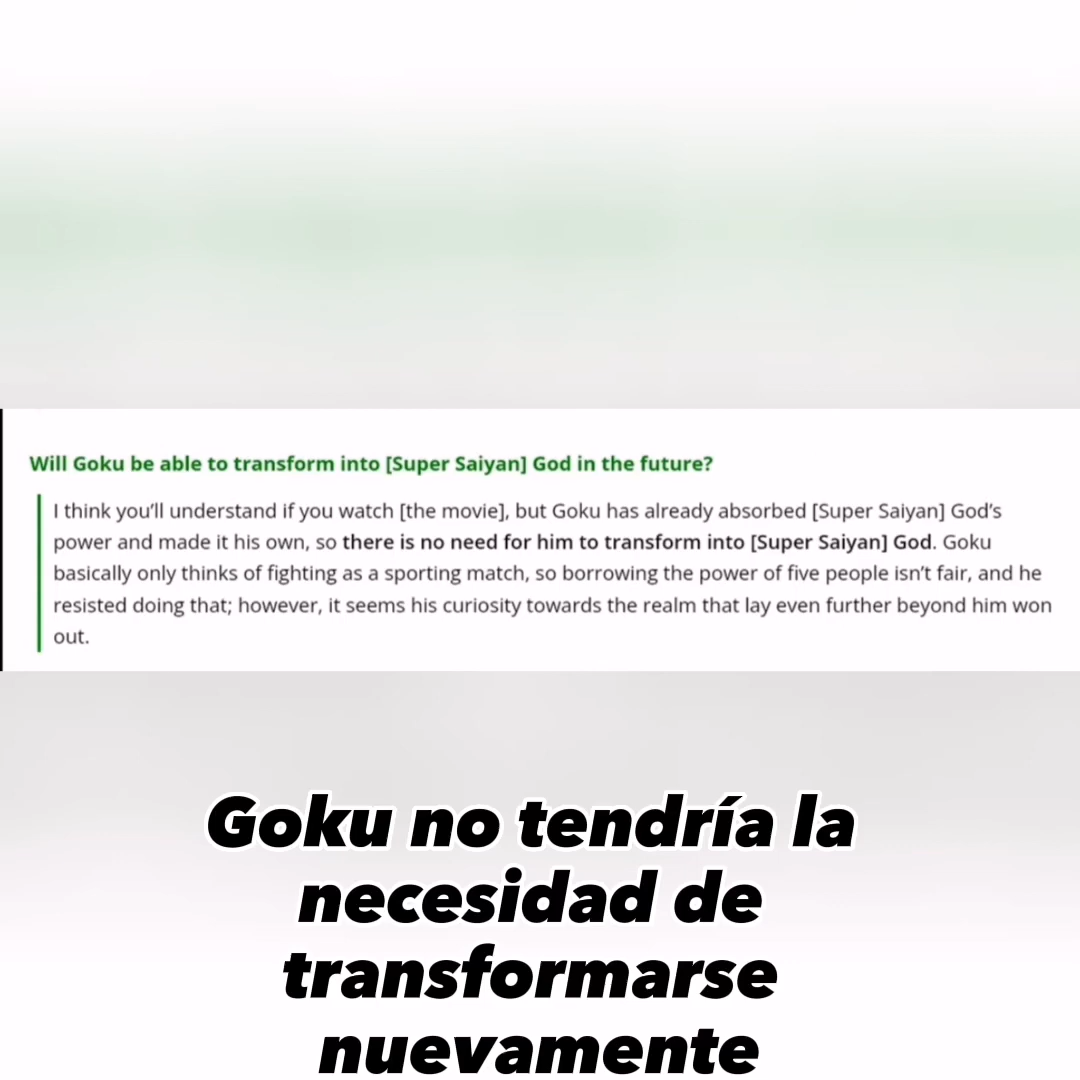 Will Goku be able to transform into [Super Saiyan] God in the future?
I think you'll understand if you watch [the movie], but Goku has already absorbed [Super Saiyan] God's
power and made it his own, so there is no need for him to transform into [Super Saiyan] God. Goku
basically only thinks of fighting as a sporting match, so borrowing the power of five people isn't fair, and he
resisted doing that; however, it seems his curiosity towards the realm that lay even further beyond him won
out.
Goku no tendría la
necesidad de
transformarse
nuevamente